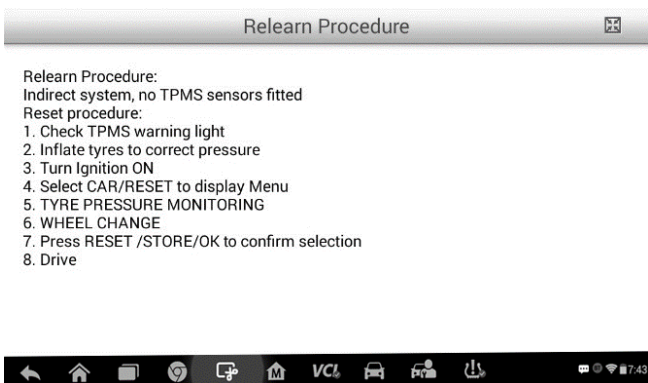 Relearn Procedure
Relearn Procedure:
Indirect system, no TPMS sensors fitted
Reset procedure:
1. Check TPMS warning light
2. Inflate tyres to correct pressure
3. Turn Ignition ON
4. Select CAR/RESET to display Menu
5. TYRE PRESSURE MONITORING
6. WHEEL CHANGE
7. Press RESET /STORE/OK to confirm selection
8. Drive
M VCI 7:43